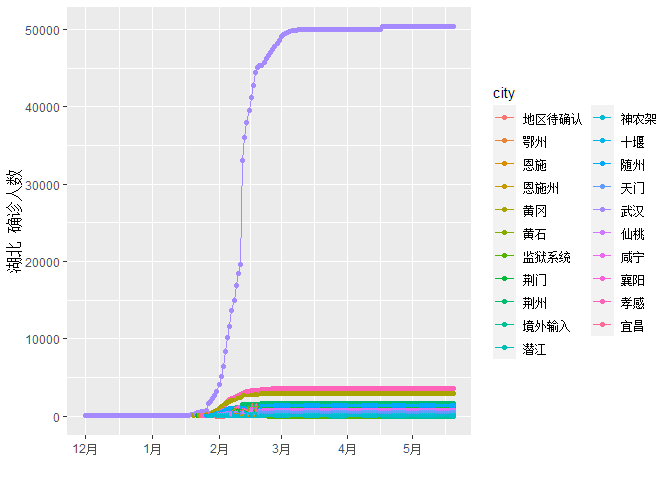 湖北 确诊人数
50000
40000
30000
20000
10000
0
12月
1月
2月
3月
4月
5月
city
地区待确认
鄂州
恩施
恩施州
黄冈
黄石
监狱系统
荆门
荆州
境外输入
潜江
神农架
十堰
随州
天门
武汉
仙桃
咸宁
襄阳
孝感
宜昌